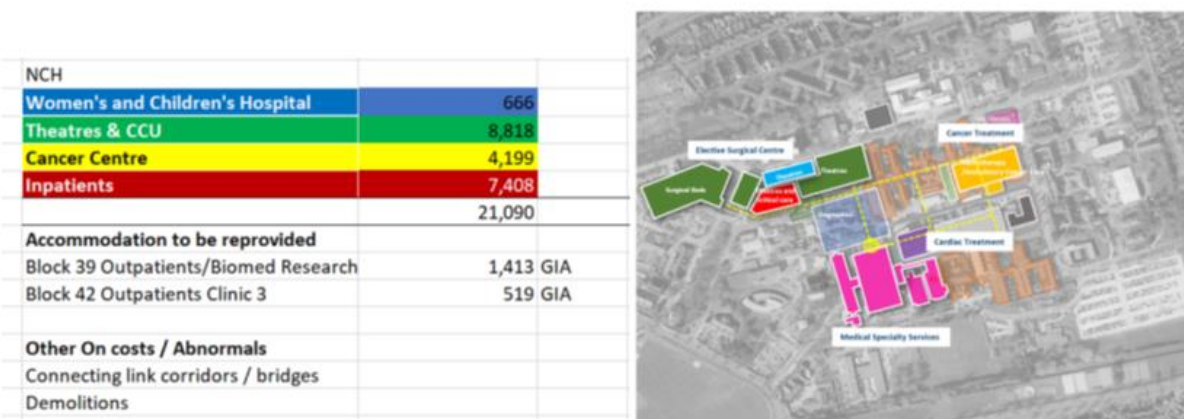 NCH
Women's and Children's Hospital 666
Theatres & CCU 8,818
Cancer Centre 4,199
Inpatients 7,408
21,090
Accommodation to be reprovided
Block 39 Outpatients/Biomed Research 1,413 GIA
Block 42 Outpatients Clinic 3 519 GIA
Other On costs / Abnormals
Connecting link corridors / bridges
Demolitions
Cancer Treatment
Elective Surgical Centre
Theatres
Surgical Beds
critical care
Cardiac Treatment
Medical Specialty Services